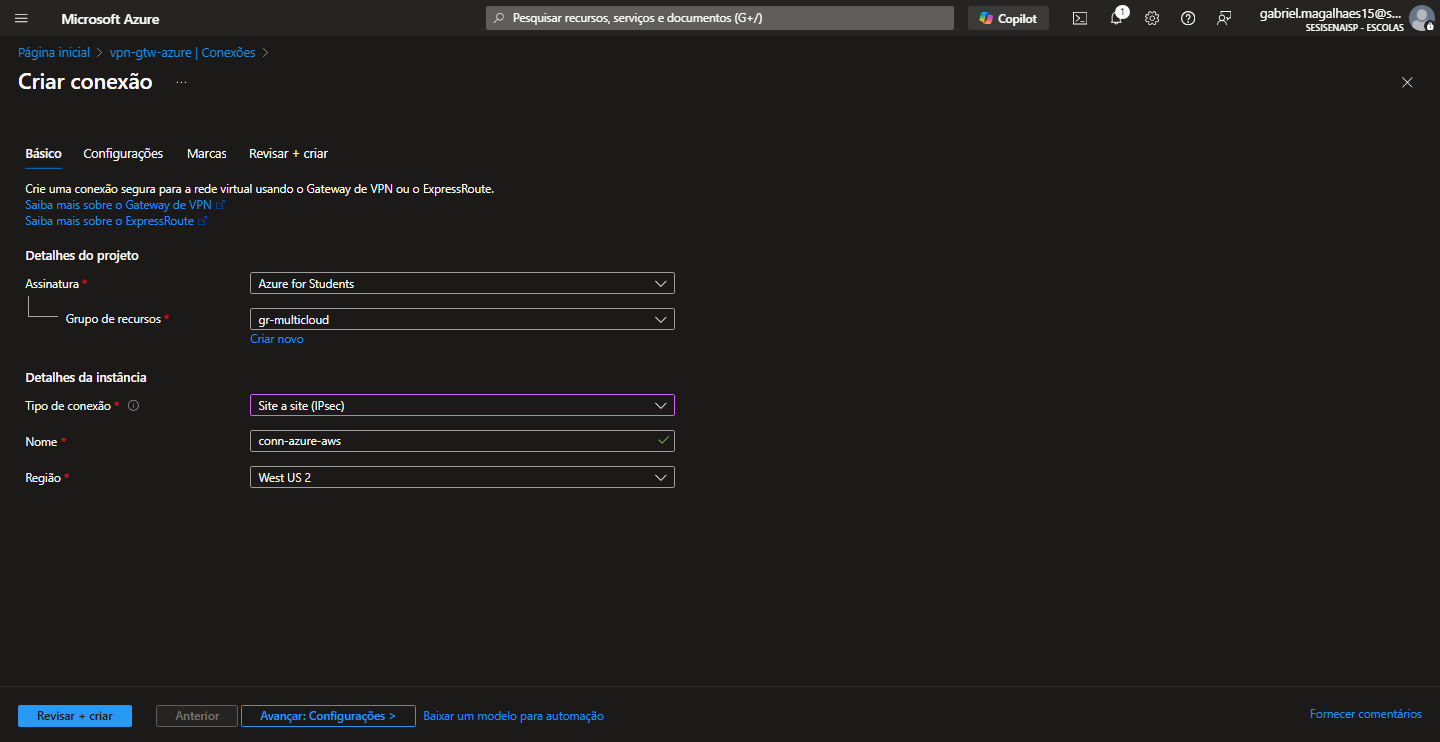 Microsoft Azure
Pesquisar recursos, serviços e documentos (G+/)
Copilot
1
gabriel.magalhaes15@s...
SESISENAISP - ESCOLAS
Página inicial > vpn-gtw-azure | Conexões >
Criar conexão ...
Básico Configurações Marcas Revisar + criar
Crie uma conexão segura para a rede virtual usando o Gateway de VPN ou o ExpressRoute.
Saiba mais sobre o Gateway de VPN
Saiba mais sobre o ExpressRoute
Detalhes do projeto
Assinatura * Azure for Students
Grupo de recursos * gr-multicloud
Criar novo
Detalhes da instância
Tipo de conexão * Site a site (IPsec)
Nome * conn-azure-aws
Região * West US 2
Revisar + criar Anterior Avançar: Configurações > Baixar um modelo para automação Fornecer comentários